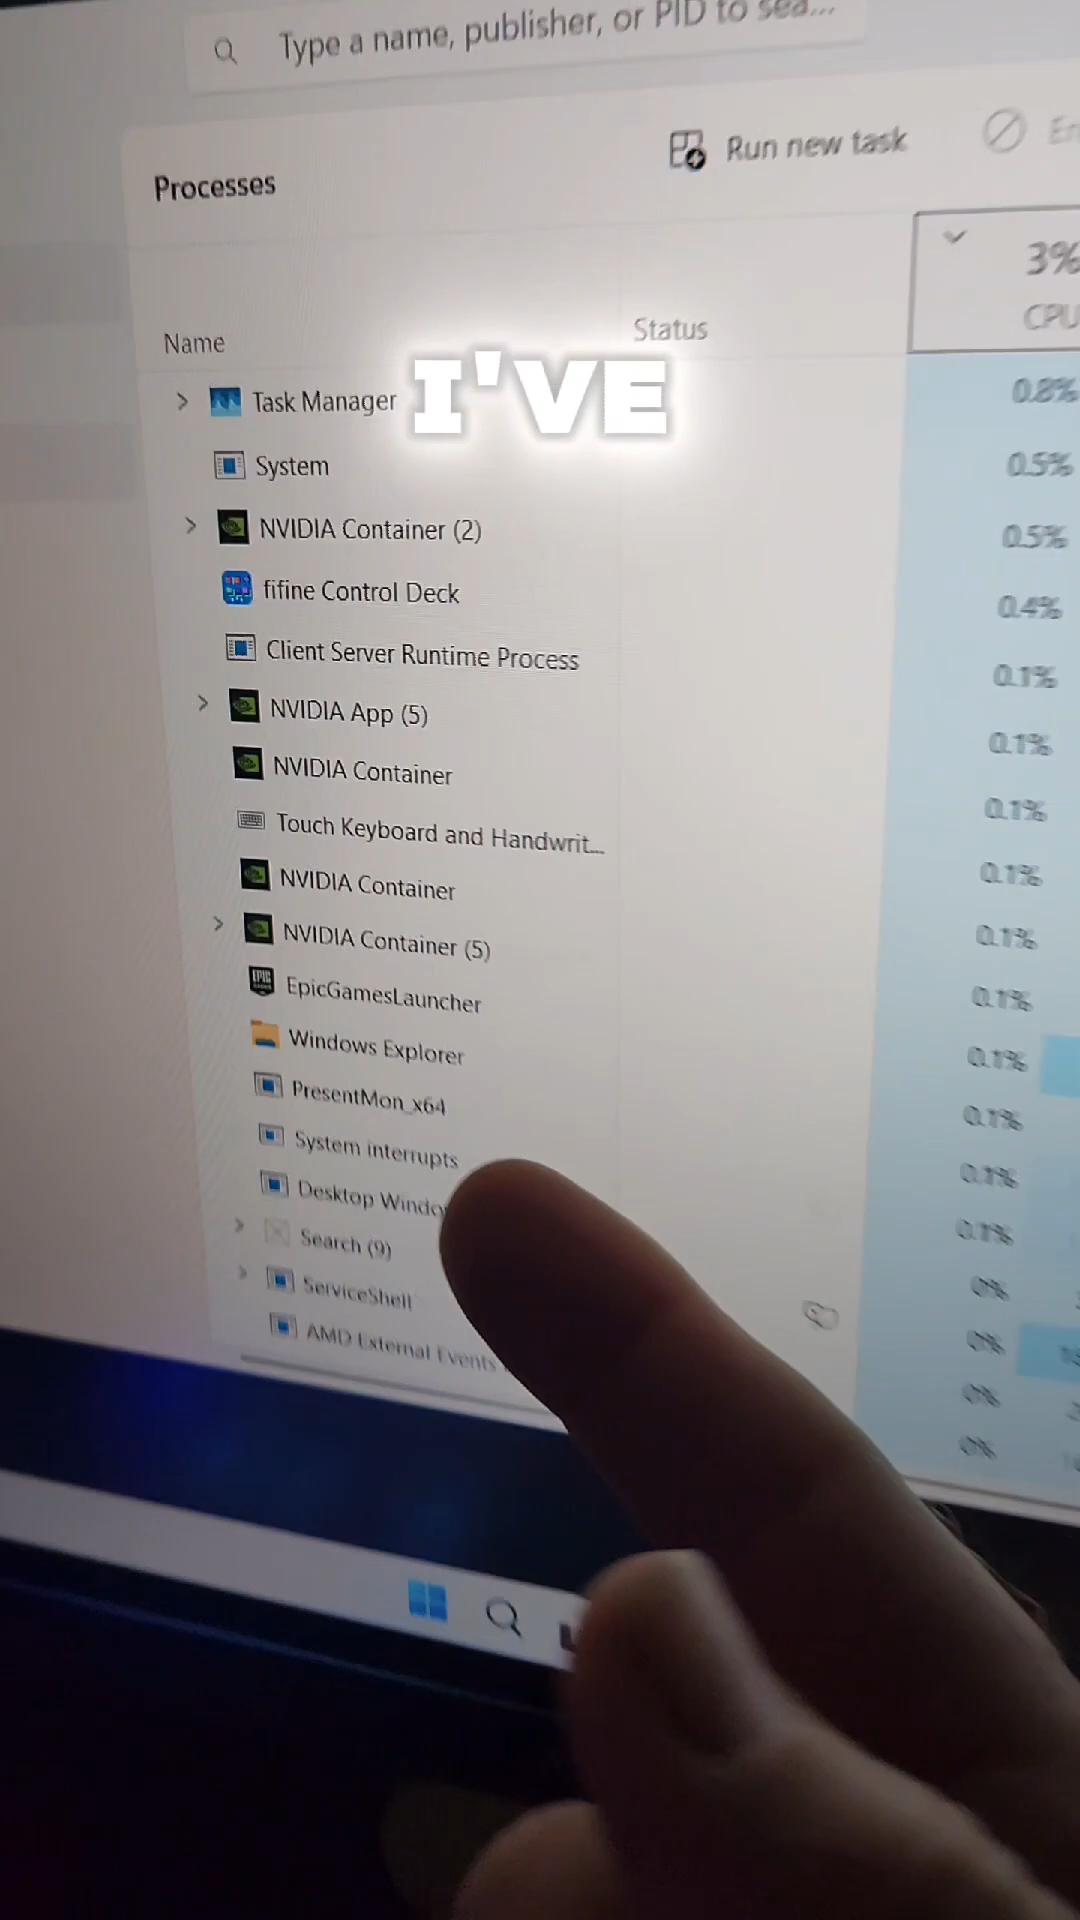 Type a name, publisher, or PID to sea...
Run new task
Processes
3%
CPU
Name
Status
I'VE
Task Manager
0.8%
System
0.5%
NVIDIA Container (2)
0.5%
fifine Control Deck
0.4%
Client Server Runtime Process
0.1%
NVIDIA App (5)
0.1%
NVIDIA Container
0.1%
Touch Keyboard and Handwrit...
0.1%
NVIDIA Container
0.1%
NVIDIA Container (5)
0.1%
EpicGamesLauncher
0.1%
Windows Explorer
0.1%
PresentMon_x64
0.1%
System interrupts
0.1%
Desktop
0%
Search (9)
0%
ServiceShell
0%
AMD External Events
0%